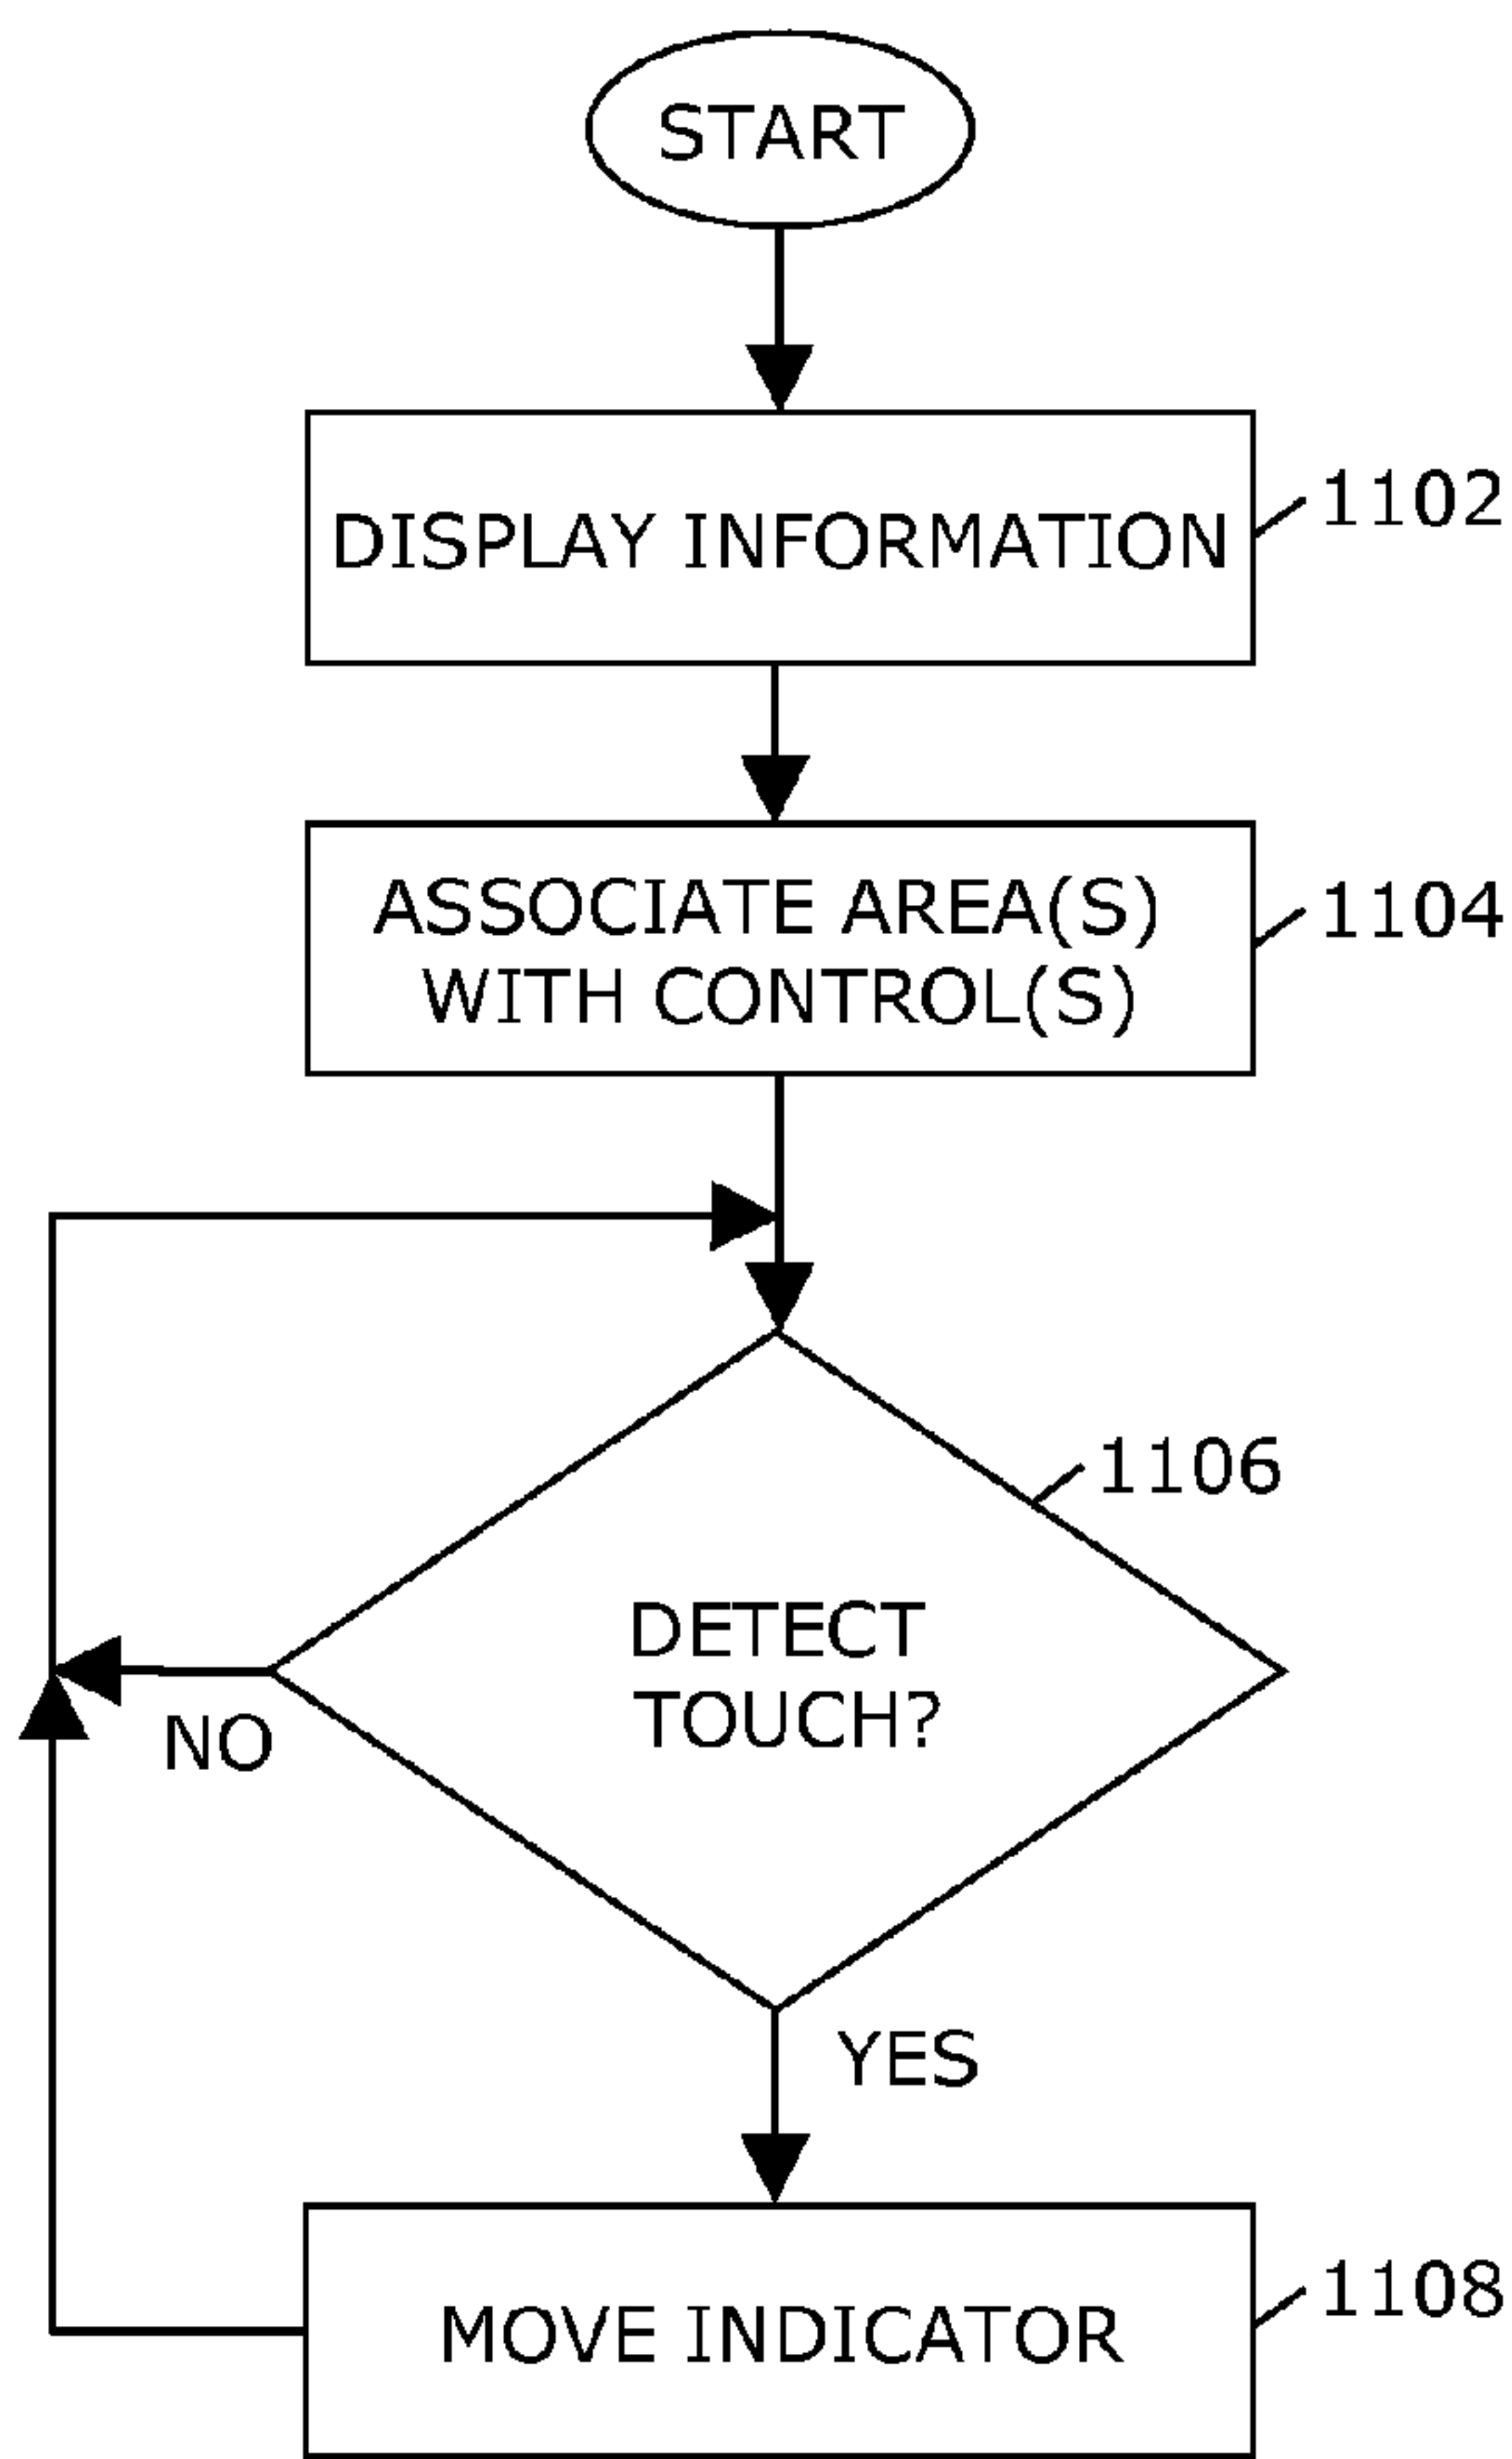 START
DISPLAY INFORMATION
1102
ASSOCIATE AREA(S)
WITH CONTROL(S)
1104
1106
DETECT
TOUCH?
NO
YES
MOVE INDICATOR
1108